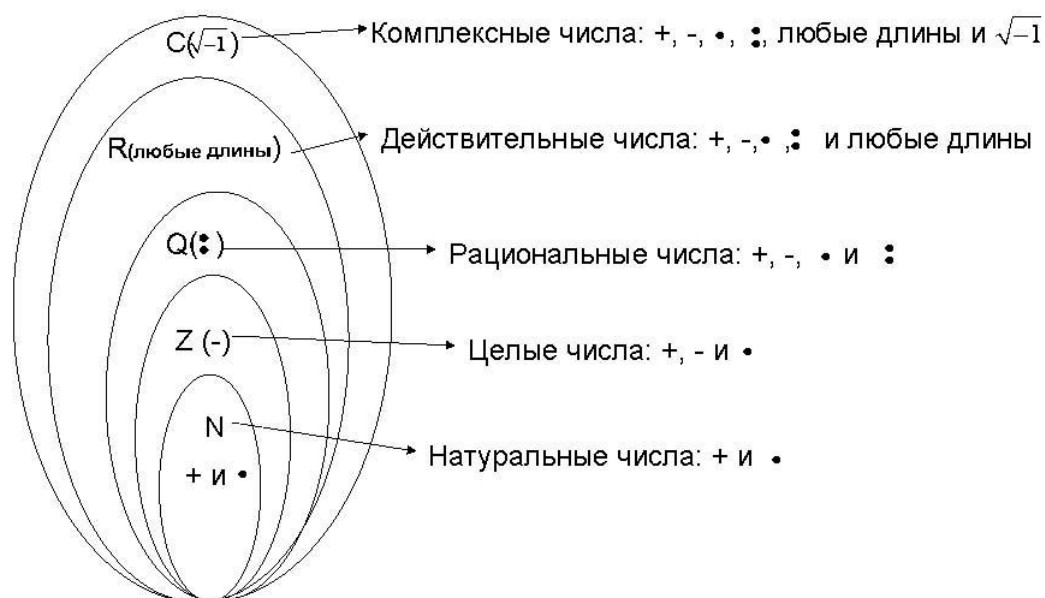 C(√-1)
Комплексные числа: +, -, •, :, любые длины и √-1
R(любые длины)
Действительные числа: +, -,• ,: и любые длины
Q(:)
Рациональные числа: +, -, • и :
Z (-)
Целые числа: +, - и •
N
Натуральные числа: + и •
+ и •